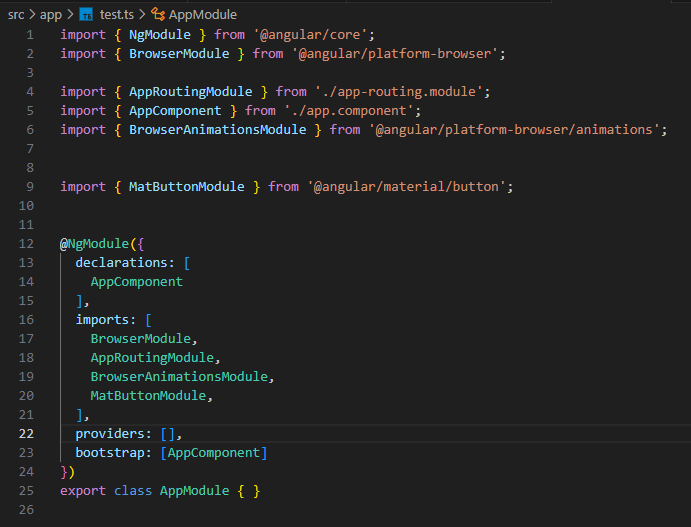 src > app > TS test.ts > AppModule
1 import { NgModule } from '@angular/core';
2 import { BrowserModule } from '@angular/platform-browser';
3
4 import { AppRoutingModule } from './app-routing.module';
5 import { AppComponent } from './app.component';
6 import { BrowserAnimationsModule } from '@angular/platform-browser/animations';
7
8
9 import { MatButtonModule } from '@angular/material/button';
10
11
12 @NgModule({
13   declarations: [
14     AppComponent
15   ],
16   imports: [
17     BrowserModule,
18     AppRoutingModule,
19     BrowserAnimationsModule,
20     MatButtonModule,
21   ],
22   providers: [],
23   bootstrap: [AppComponent]
24 })
25 export class AppModule { }
26